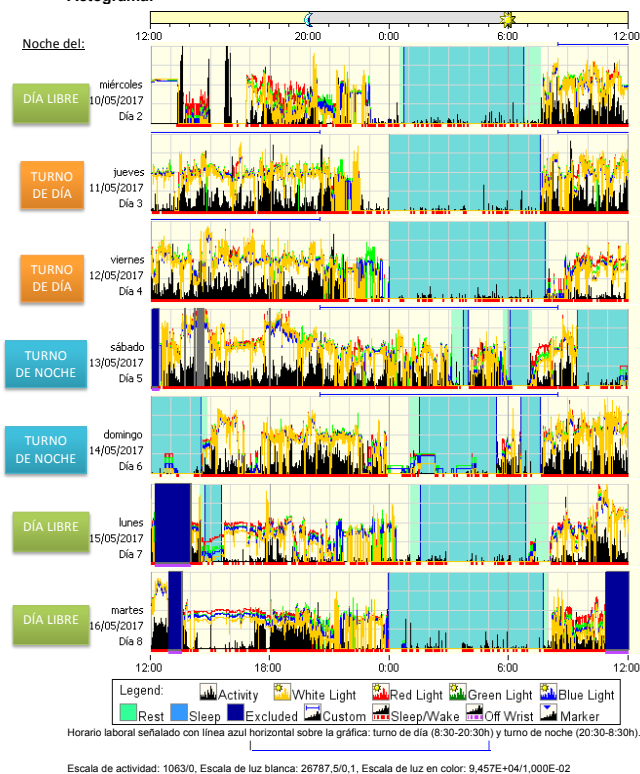 Actograma:
12:00 20:00 0:00 6:00 12:00
Noche del:
DÍA LIBRE
miércoles
10/05/2017
Día 2
TURNO
DE DÍA
jueves
11/05/2017
Día 3
TURNO
DE DÍA
viernes
12/05/2017
Día 4
TURNO
DE NOCHE
sábado
13/05/2017
Día 5
TURNO
DE NOCHE
domingo
14/05/2017
Día 6
DÍA LIBRE
lunes
15/05/2017
Día 7
DÍA LIBRE
martes
16/05/2017
Día 8
12:00 18:00 0:00 6:00 12:00
Legend: Activity White Light Red Light Green Light Blue Light
Rest Sleep Excluded Custom Sleep/Wake Off Wrist Marker
Horario laboral señalado con línea azul horizontal sobre la gráfica: turno de día (8:30-20:30h) y turno de noche (20:30-8:30h).
Escala de actividad: 1063/0, Escala de luz blanca: 26787,5/0,1, Escala de luz en color: 9,457E+04/1,000E-02